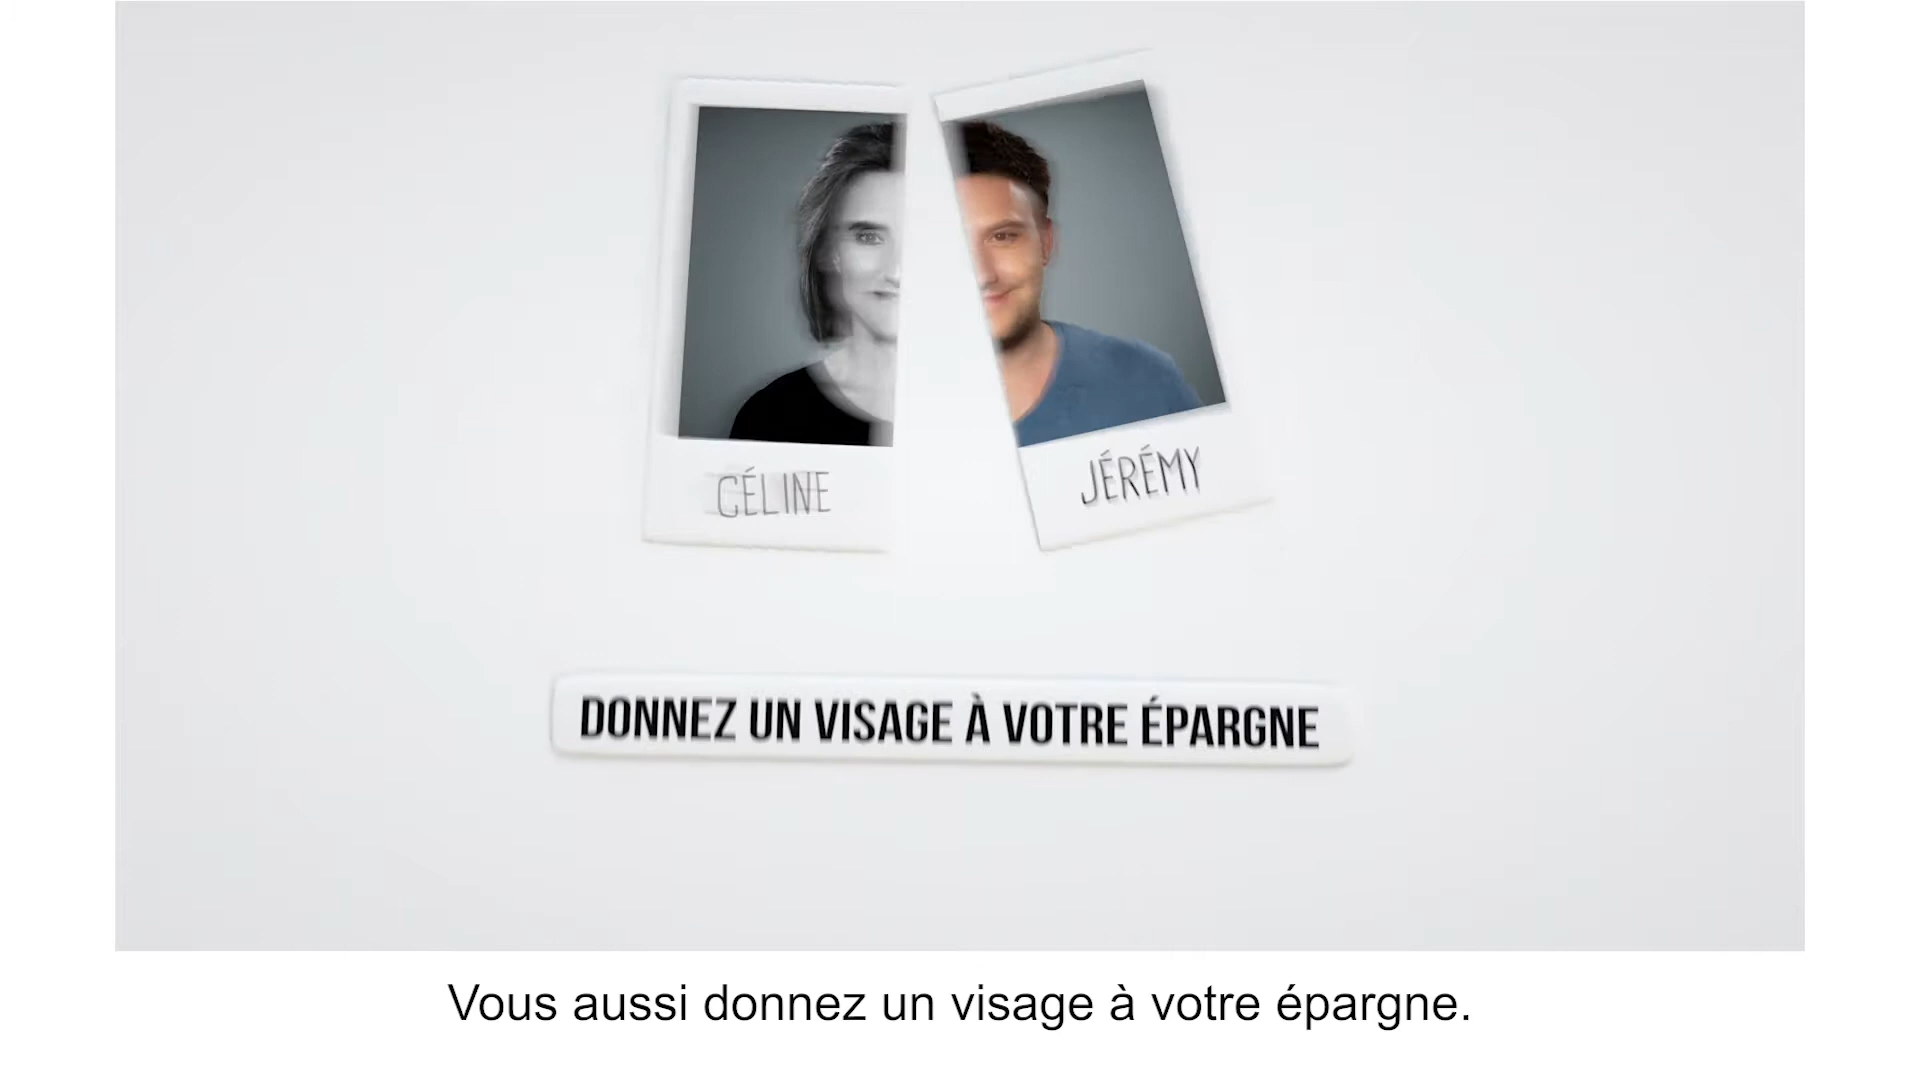 CÉLINE
JÉRÉMY
DONNEZ UN VISAGE À VOTRE ÉPARGNE
Vous aussi donnez un visage à votre épargne.